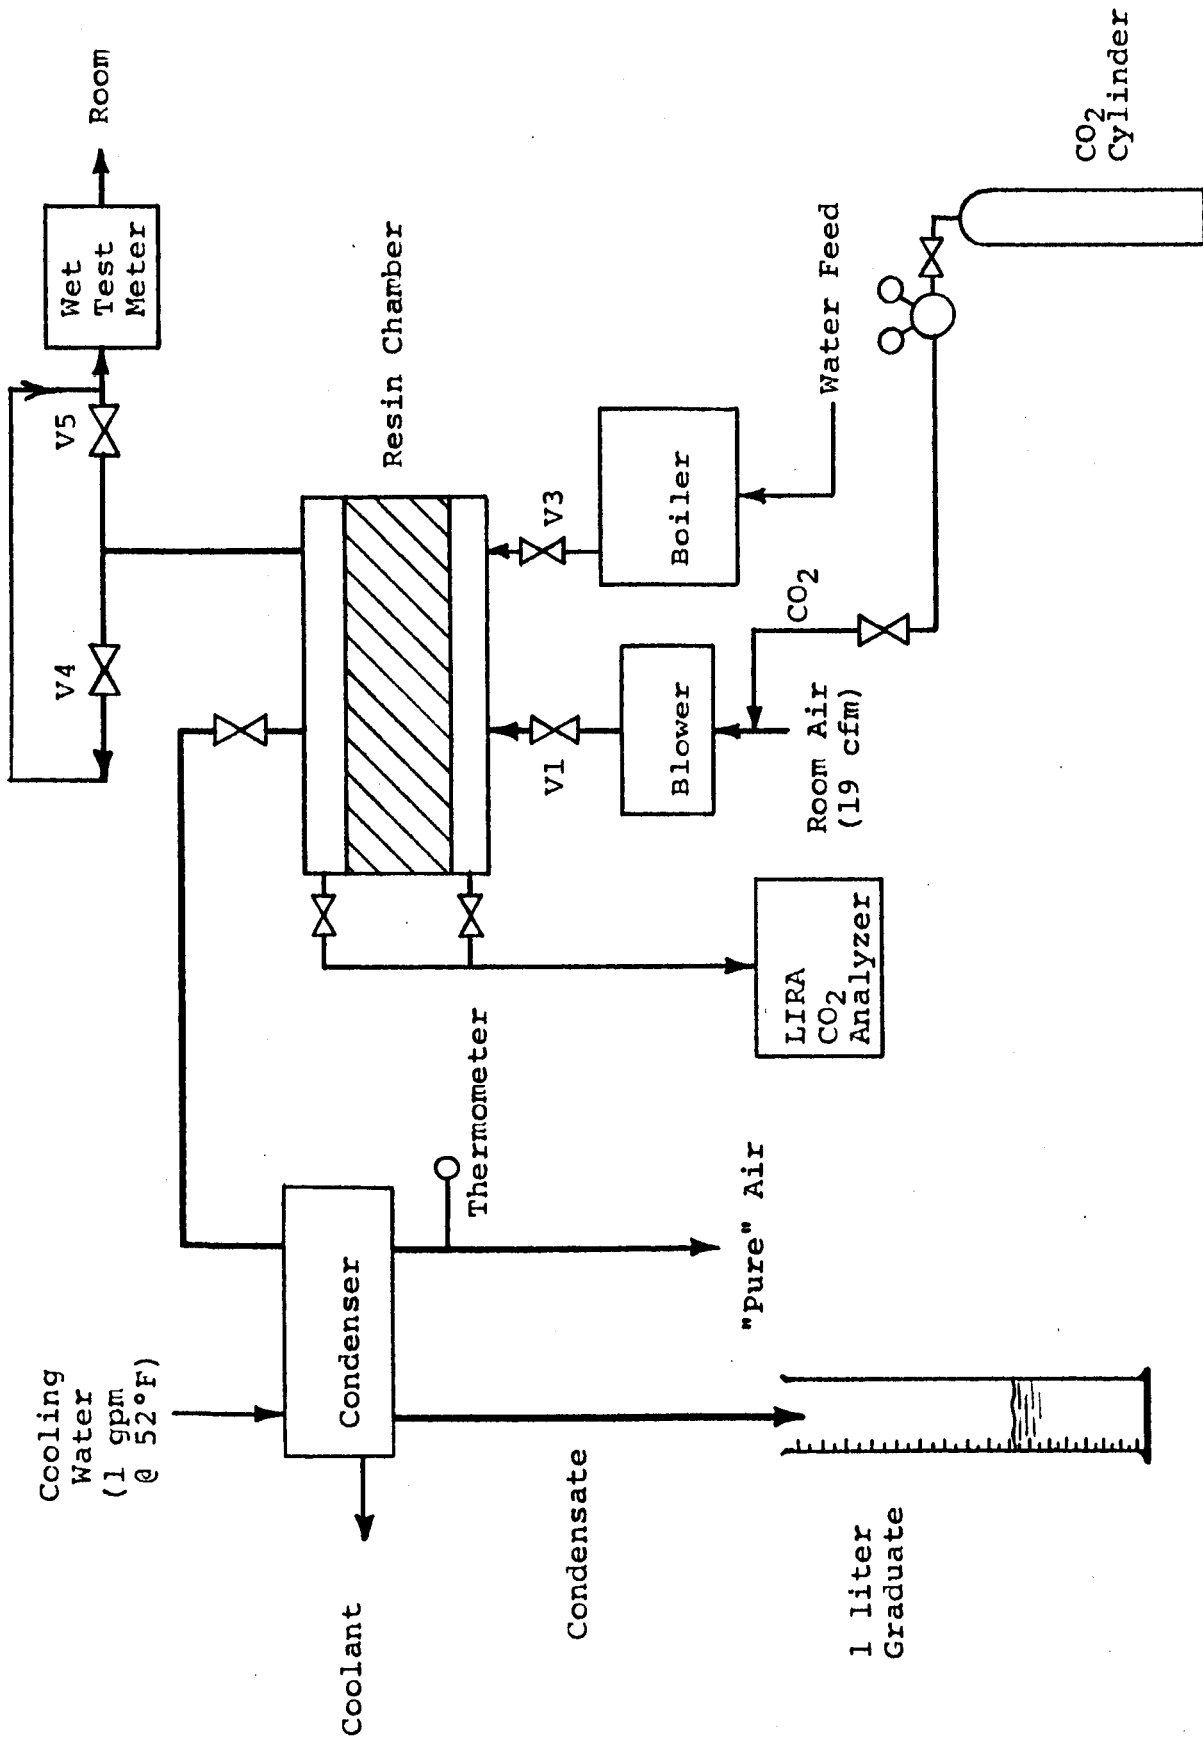 Cooling
Water
(1 gpm
@ 52°F)
Coolant
Condenser
Condensate
1 liter
Graduate
Thermometer
"Pure" Air
LIRA
CO2
Analyzer
V4
V5
Wet
Test
Meter
Room
Resin Chamber
V1
V3
Blower
Boiler
Room Air
(19 cfm)
CO2
Water Feed
CO2
Cylinder